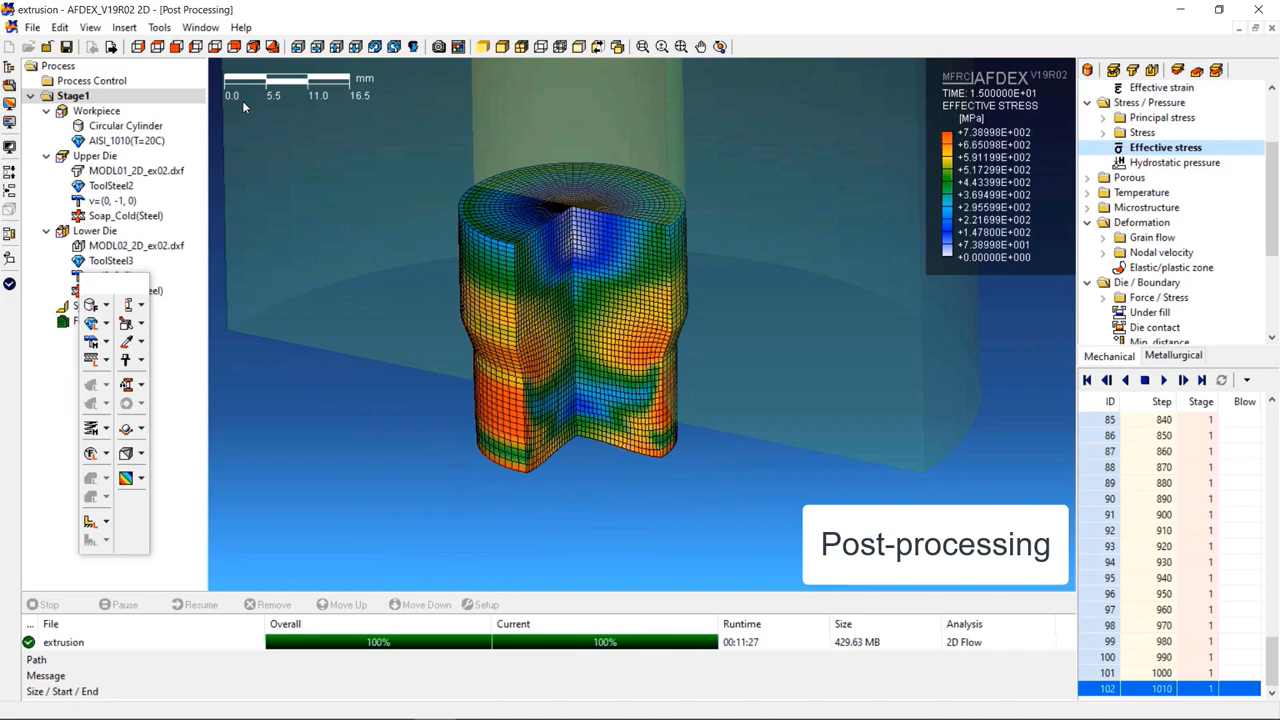 extrusion - AFDEX_V19R02 2D - [Post Processing]
File Edit View Insert Tools Window Help
Process
Process Control
Stage1
Workpiece
Circular Cylinder
AISI_1010(T=20C)
Upper Die
MODL01_2D_ex02.dxf
ToolSteel2
v=(0, -1, 0)
Soap_Cold(Steel)
Lower Die
MODL02_2D_ex02.dxf
ToolSteel3
mm
0.0 5.5 11.0 16.5
MFRC|AFDEX V19R02
TIME: 1.500000E+01
EFFECTIVE STRESS
[MPa]
+7.38998E+002
+6.65098E+002
+5.91199E+002
+5.17299E+002
+4.43399E+002
+3.69499E+002
+2.95599E+002
+2.21699E+002
+1.47800E+002
+7.38998E+001
+0.00000E+000
Post-processing
Effective strain
Stress / Pressure
Principal stress
Stress
Effective stress
Hydrostatic pressure
Porous
Temperature
Microstructure
Deformation
Grain flow
Nodal velocity
Elastic/plastic zone
Die / Boundary
Force / Stress
Under fill
Die contact
Min. distance
Mechanical Metallurgical
ID Step Stage Blow
85 840 1
86 850 1
87 860 1
88 870 1
89 880 1
90 890 1
91 900 1
92 910 1
93 920 1
94 930 1
95 940 1
96 950 1
97 960 1
98 970 1
99 980 1
100 990 1
101 1000 1
102 1010 1
Stop Pause Resume Remove Move Up Move Down Setup
... File Overall Current Runtime Size Analysis
extrusion 100% 100% 00:11:27 429.63 MB 2D Flow
Path
Message
Size / Start / End